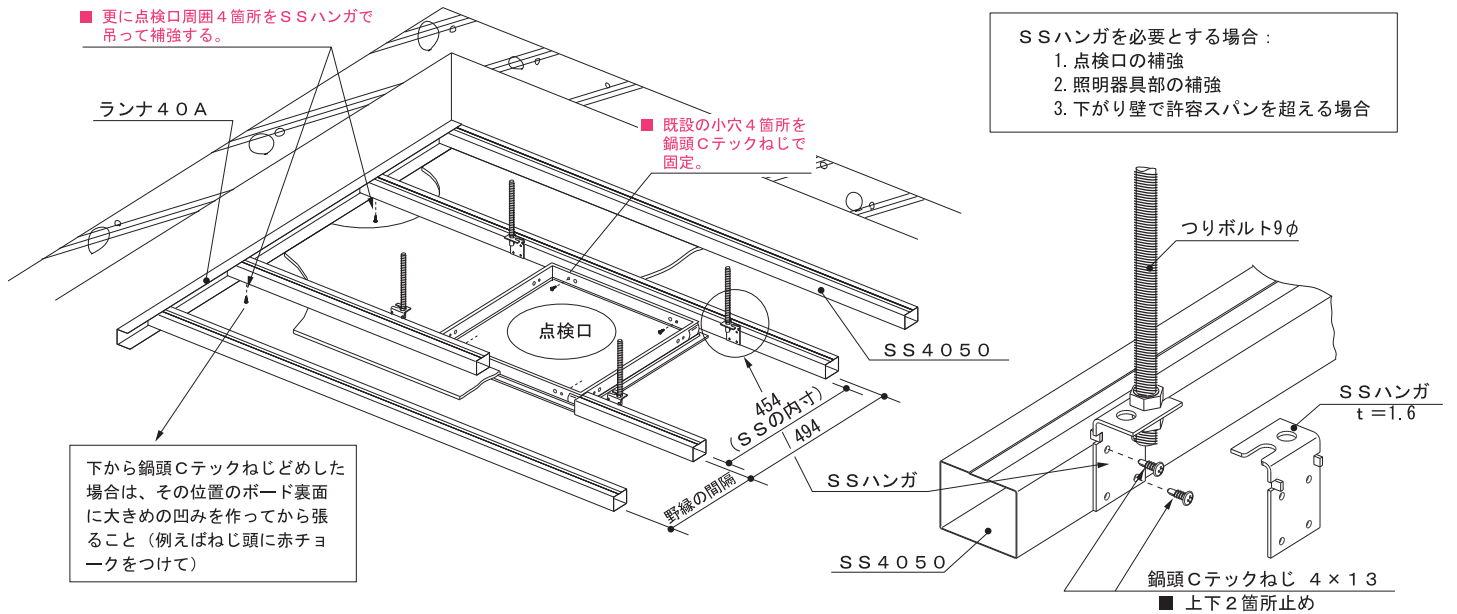 ■ 更に点検口周囲４箇所をＳＳハンガで
吊って補強する。
ランナ４０Ａ
■ 既設の小穴４箇所を
鍋頭Ｃテックねじで
固定。
点検口
ＳＳ４０５０
454
(ＳＳの内寸)
494
野縁の間隔
下から鍋頭Ｃテックねじどめした
場合は、その位置のボード裏面
に大きめの凹みを作ってから張
ること（例えばねじ頭に赤チョ
ークをつけて）
ＳＳハンガを必要とする場合：
1. 点検口の補強
2. 照明器具部の補強
3. 下がり壁で許容スパンを超える場合
つりボルト9φ
ＳＳハンガ
t＝1.6
ＳＳハンガ
ＳＳ４０５０
鍋頭Ｃテックねじ ４×１３
■ 上下２箇所止め